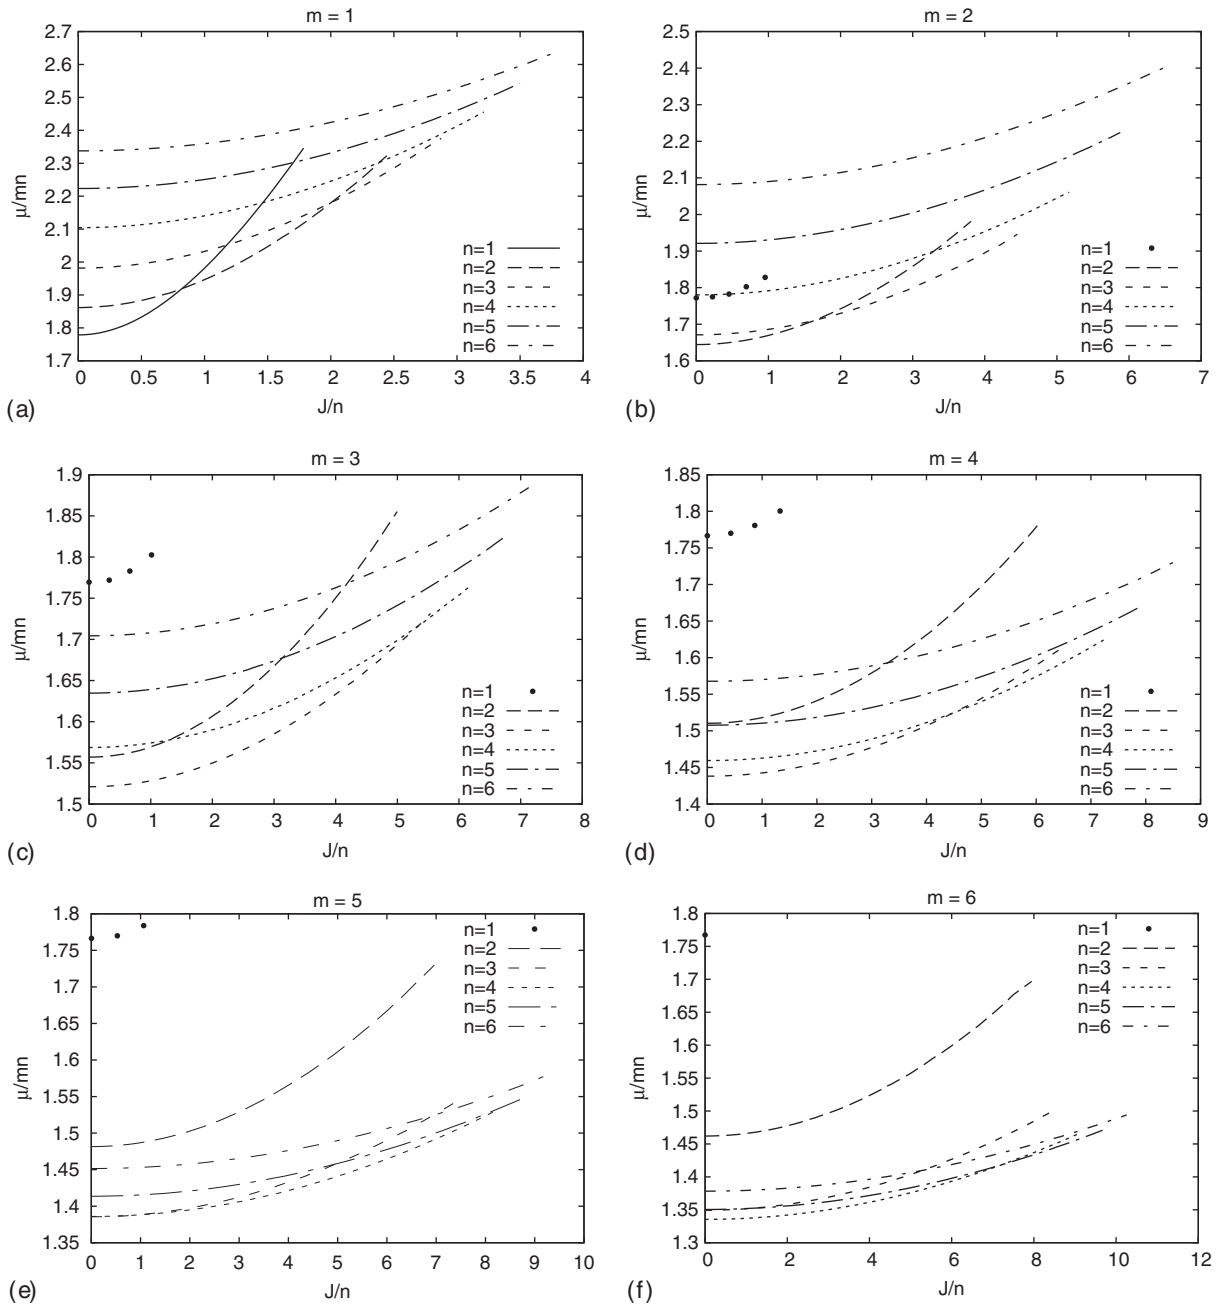 m = 1
2.7
2.6
2.5
2.4
2.3
2.2
2.1
2
1.9
1.8
1.7
μ/mn
n=1
n=2
n=3
n=4
n=5
n=6
0 0.5 1 1.5 2 2.5 3 3.5 4
(a) J/n
m = 2
2.5
2.4
2.3
2.2
2.1
2
1.9
1.8
1.7
1.6
μ/mn
n=1
n=2
n=3
n=4
n=5
n=6
0 1 2 3 4 5 6 7
(b) J/n
m = 3
1.9
1.85
1.8
1.75
1.7
1.65
1.6
1.55
1.5
μ/mn
n=1
n=2
n=3
n=4
n=5
n=6
0 1 2 3 4 5 6 7 8
(c) J/n
m = 4
1.85
1.8
1.75
1.7
1.65
1.6
1.55
1.5
1.45
1.4
μ/mn
n=1
n=2
n=3
n=4
n=5
n=6
0 1 2 3 4 5 6 7 8 9
(d) J/n
m = 5
1.8
1.75
1.7
1.65
1.6
1.55
1.5
1.45
1.4
1.35
μ/mn
n=1
n=2
n=3
n=4
n=5
n=6
0 1 2 3 4 5 6 7 8 9 10
(e) J/n
m = 6
1.8
1.75
1.7
1.65
1.6
1.55
1.5
1.45
1.4
1.35
1.3
μ/mn
n=1
n=2
n=3
n=4
n=5
n=6
0 2 4 6 8 10 12
(f) J/n